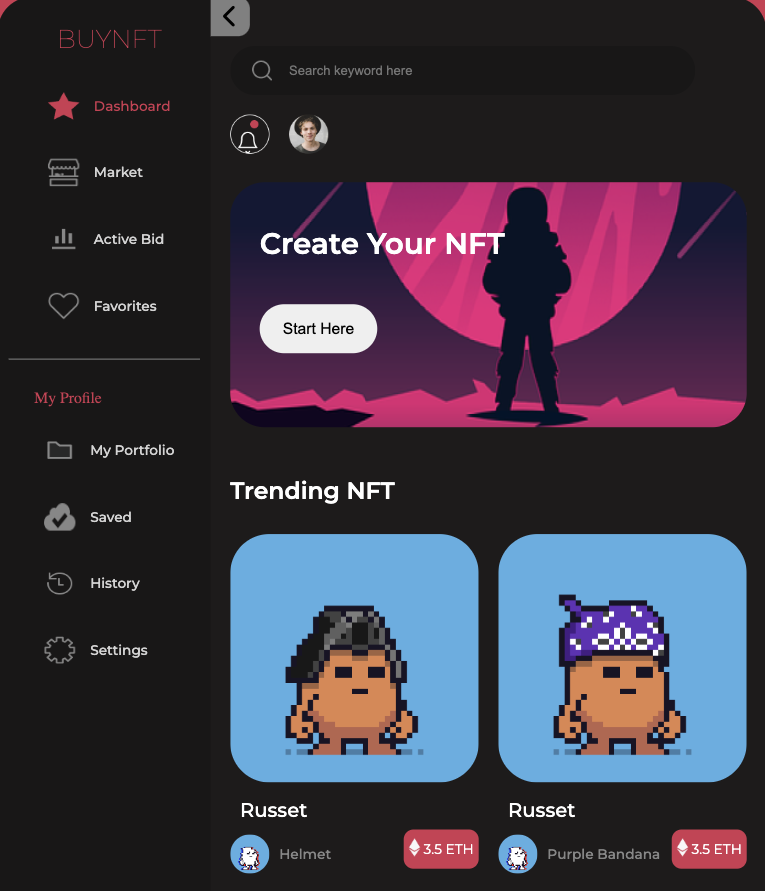 BUYNFT
Dashboard
Market
Active Bid
Favorites
My Profile
My Portfolio
Saved
History
Settings
Search keyword here
Create Your NFT
Start Here
Trending NFT
Russet
Helmet
3.5 ETH
Russet
Purple Bandana
3.5 ETH